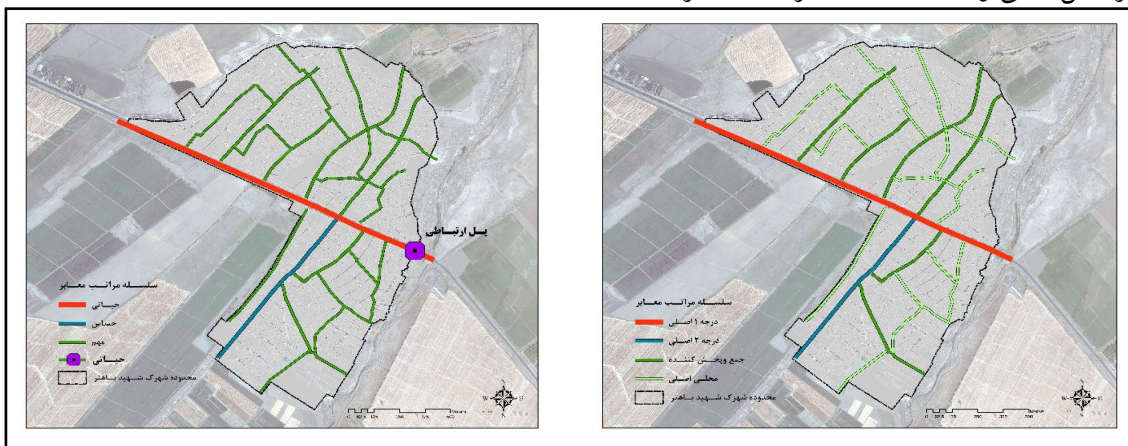 پل ارتباطی
سلسله مراتب معابر
حیاتی
حساس
مهم
حیاتی
محدوده شهرک شهید باهنر
سلسله مراتب معابر
درجه ۱ اصلی
درجه ۲ اصلی
جمع وپخش کننده
محلی اصلی
محدوده شهرک شهید باهنر